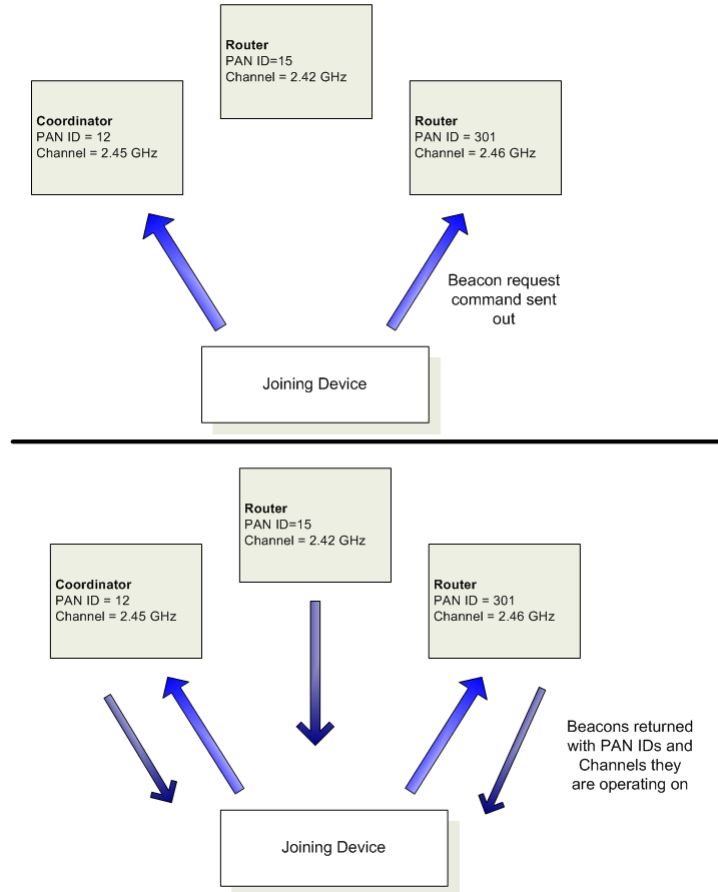 Router
PAN ID=15
Channel = 2.42 GHz
Coordinator
PAN ID = 12
Channel = 2.45 GHz
Router
PAN ID = 301
Channel = 2.46 GHz
Beacon request
command sent
out
Joining Device
Router
PAN ID=15
Channel = 2.42 GHz
Coordinator
PAN ID = 12
Channel = 2.45 GHz
Router
PAN ID = 301
Channel = 2.46 GHz
Beacons returned
with PAN IDs and
Channels they
are operating on
Joining Device